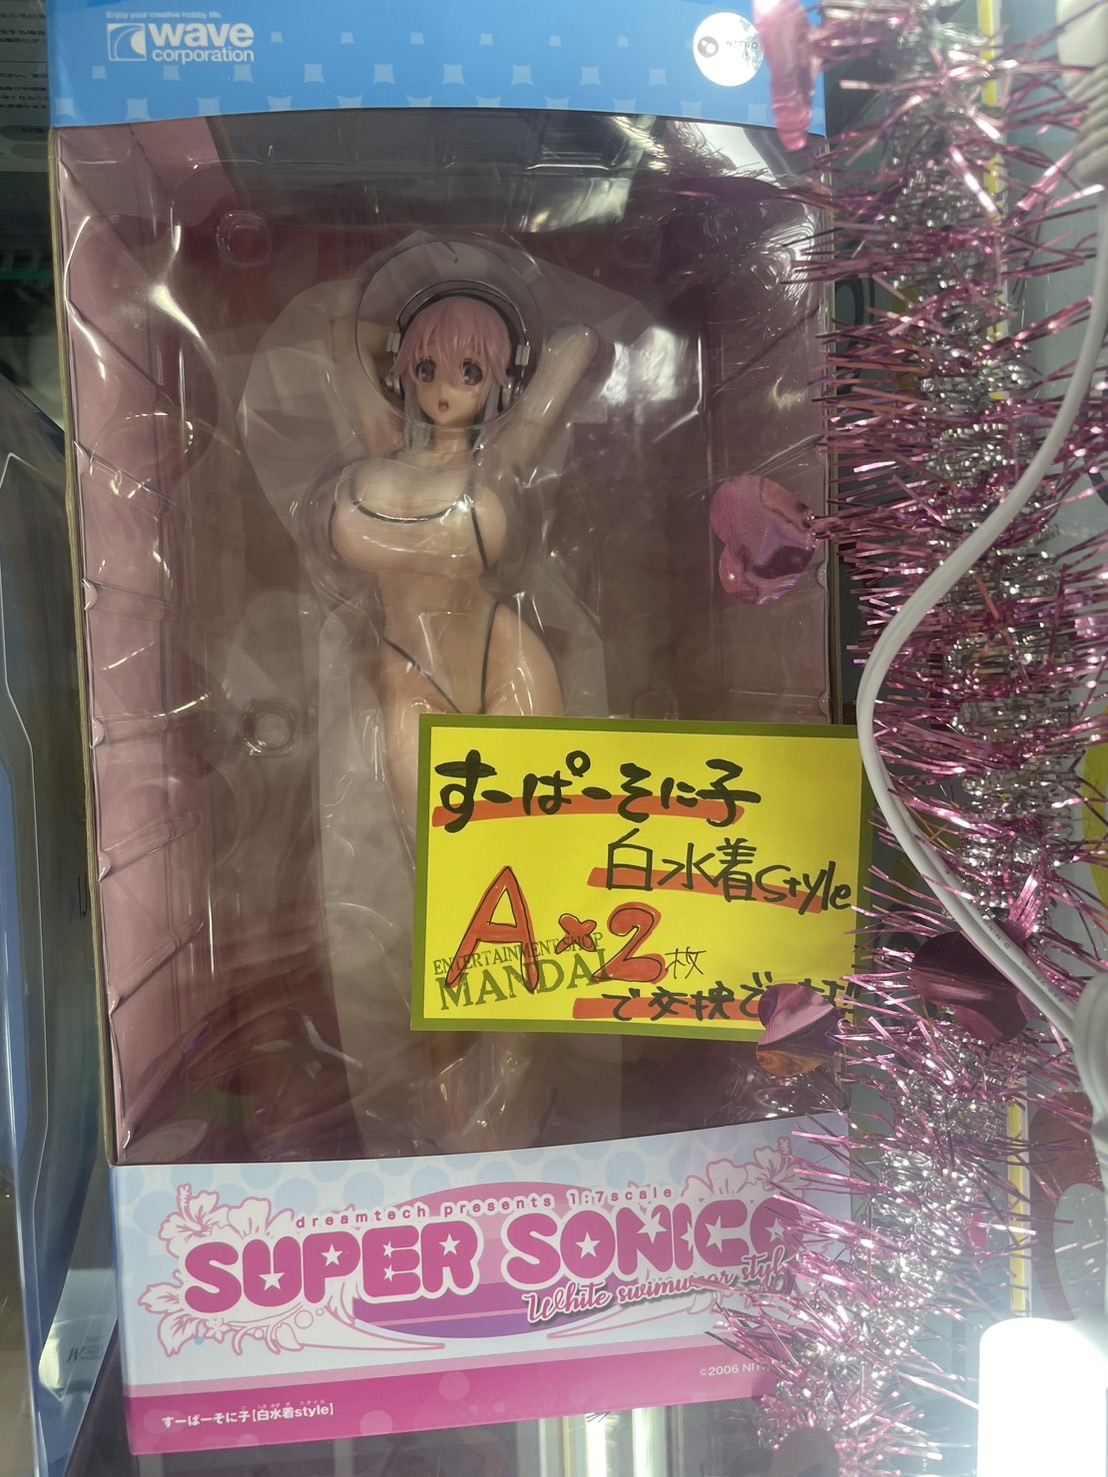 Enjoy your creative hobby life.
wave
corporation
NITRO
すーぱーそに子
白水着style
A×2枚
ENTERTAINMENT SHOP
MANDAI
で交換
dreamtech presents 1:7scale
SUPER SONICO
White swimwear style
©2006 NIT
すーぱーそに子【白水着style】